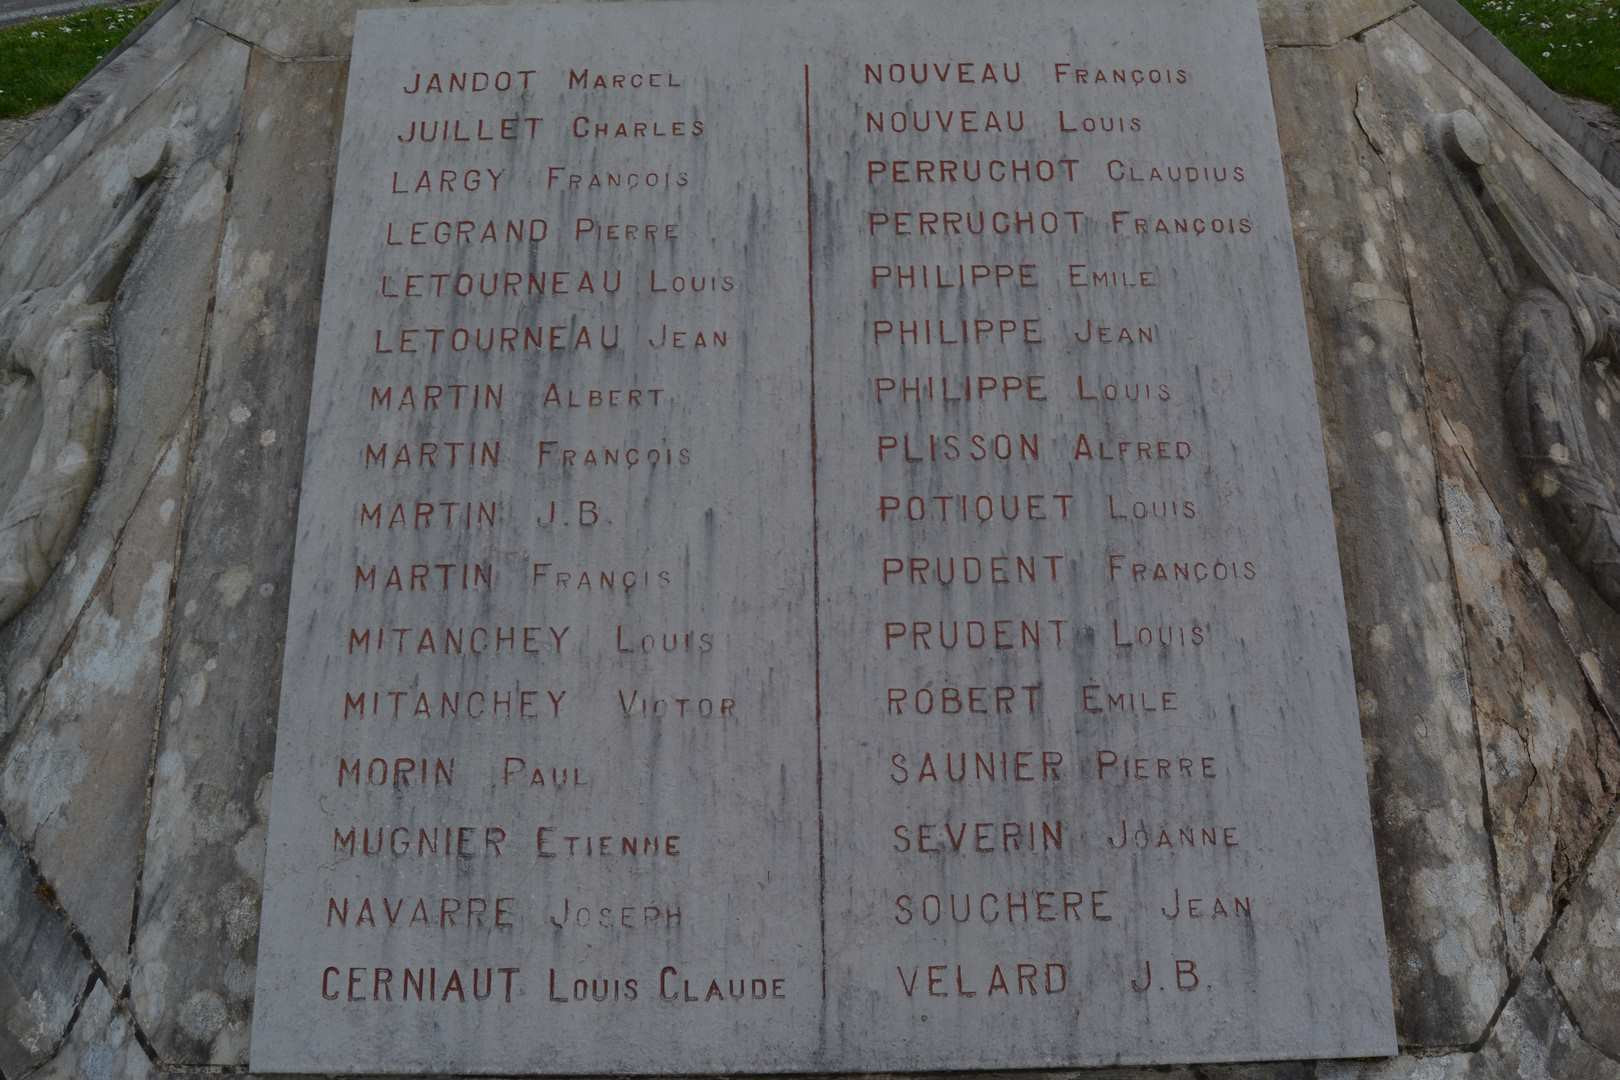 JANDOT MARCEL
JUILLET CHARLES
LARGY FRANÇOIS
LEGRAND PIERRE
LETOURNEAU LOUIS
LETOURNEAU JEAN
MARTIN ALBERT
MARTIN FRANÇOIS
MARTIN J.B.
MARTIN FRANÇIS
MITANCHEY LOUIS
MITANCHEY VICTOR
MORIN PAUL
MUGNIER ETIENNE
NAVARRE JOSEPH
CERNIAUT LOUIS CLAUDE
NOUVEAU FRANÇOIS
NOUVEAU LOUIS
PERRUCHOT CLAUDIUS
PERRUCHOT FRANÇOIS
PHILIPPE EMILE
PHILIPPE JEAN
PHILIPPE LOUIS
PLISSON ALFRED
POTIQUET LOUIS
PRUDENT FRANÇOIS
PRUDENT LOUIS
ROBERT EMILE
SAUNIER PIERRE
SEVERIN JOANNE
SOUCHERE JEAN
VELARD J.B.